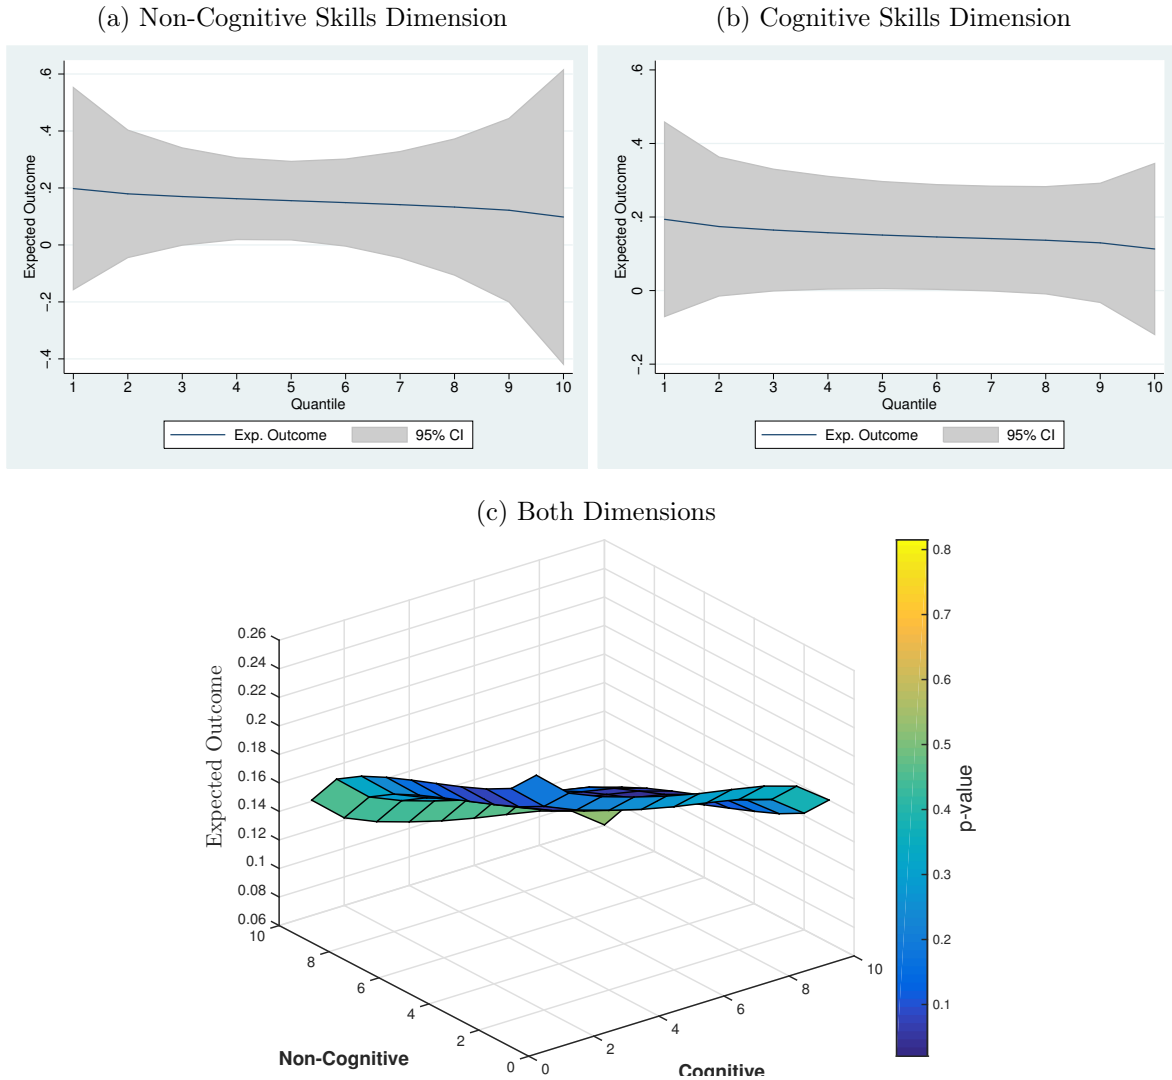 (a) Non-Cognitive Skills Dimension
Expected Outcome
.6
.4
.2
0
-.2
-.4
1 2 3 4 5 6 7 8 9 10
Quantile
Exp. Outcome 95% CI
(b) Cognitive Skills Dimension
Expected Outcome
.6
.4
.2
0
-.2
1 2 3 4 5 6 7 8 9 10
Quantile
Exp. Outcome 95% CI
(c) Both Dimensions
Expected Outcome
0.26
0.24
0.22
0.2
0.18
0.16
0.14
0.12
0.1
0.08
0.06
10
8
6
4
2
0
Non-Cognitive
0
2
4
6
8
10
Cognitive
0.8
0.7
0.6
0.5
0.4
0.3
0.2
0.1
p-value